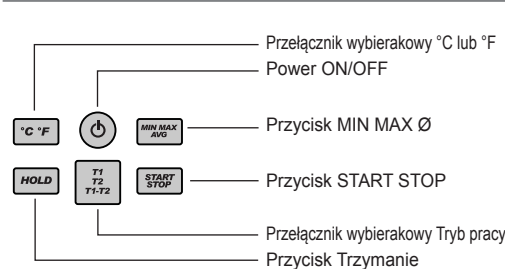 Przełącznik wybierakowy °C lub °F
Power ON/OFF
°C °F
MIN MAX
AVG
Przycisk MIN MAX Ø
HOLD
T1
T2
T1-T2
START
STOP
Przycisk START STOP
Przełącznik wybierakowy Tryb pracy
Przycisk Trzymanie